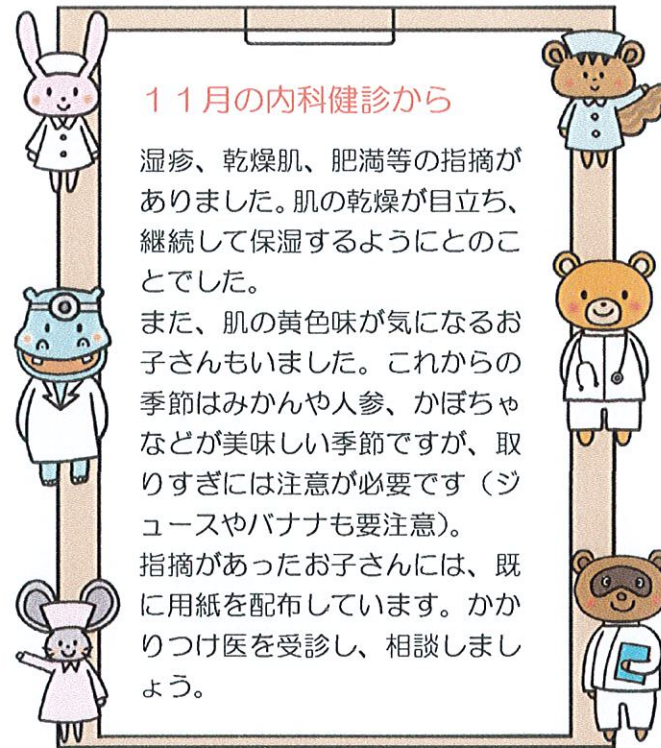 １１月の内科健診から
湿疹、乾燥肌、肥満等の指摘が
ありました。肌の乾燥が目立ち、
継続して保湿するようにとのこ
とでした。
また、肌の黄色味が気になるお
子さんもいました。これからの
季節はみかんや人参、かぼちゃ
などが美味しい季節ですが、取
りすぎには注意が必要です（ジ
ュースやバナナも要注意）。
指摘があったお子さんには、既
に用紙を配布しています。かか
りつけ医を受診し、相談しまし
ょう。